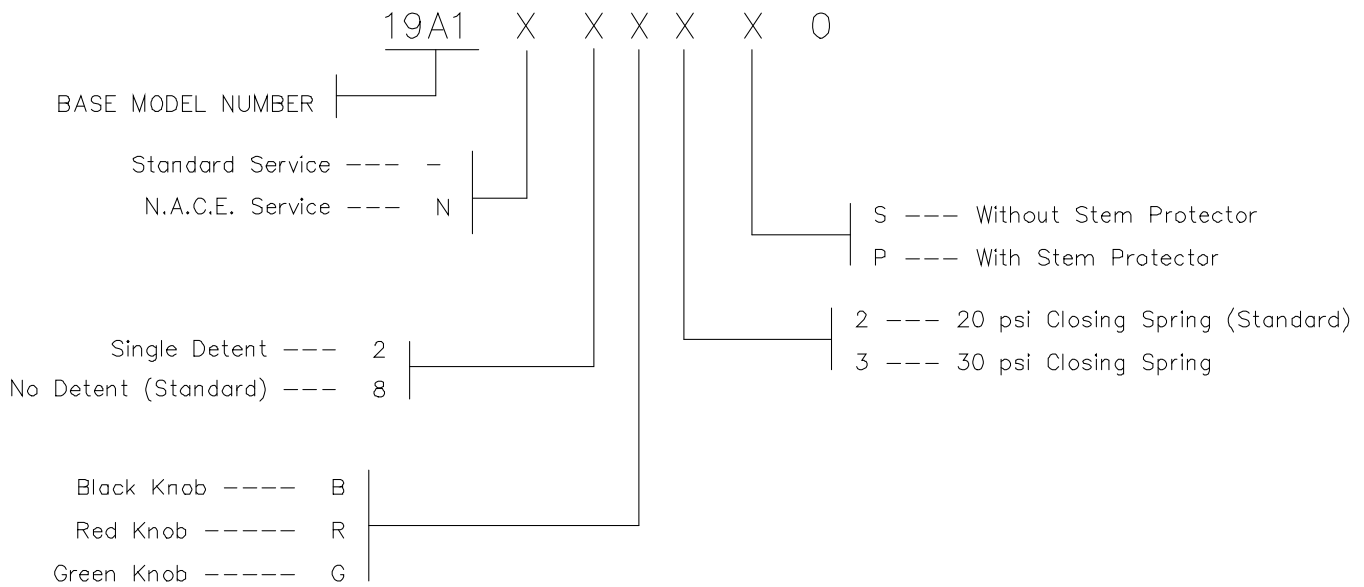 19A1 X X X X X 0
BASE MODEL NUMBER
Standard Service --- -
N.A.C.E. Service --- N
S --- Without Stem Protector
P --- With Stem Protector
2 --- 20 psi Closing Spring (Standard)
3 --- 30 psi Closing Spring
Single Detent --- 2
No Detent (Standard) --- 8
Black Knob ---- B
Red Knob ----- R
Green Knob ----- G